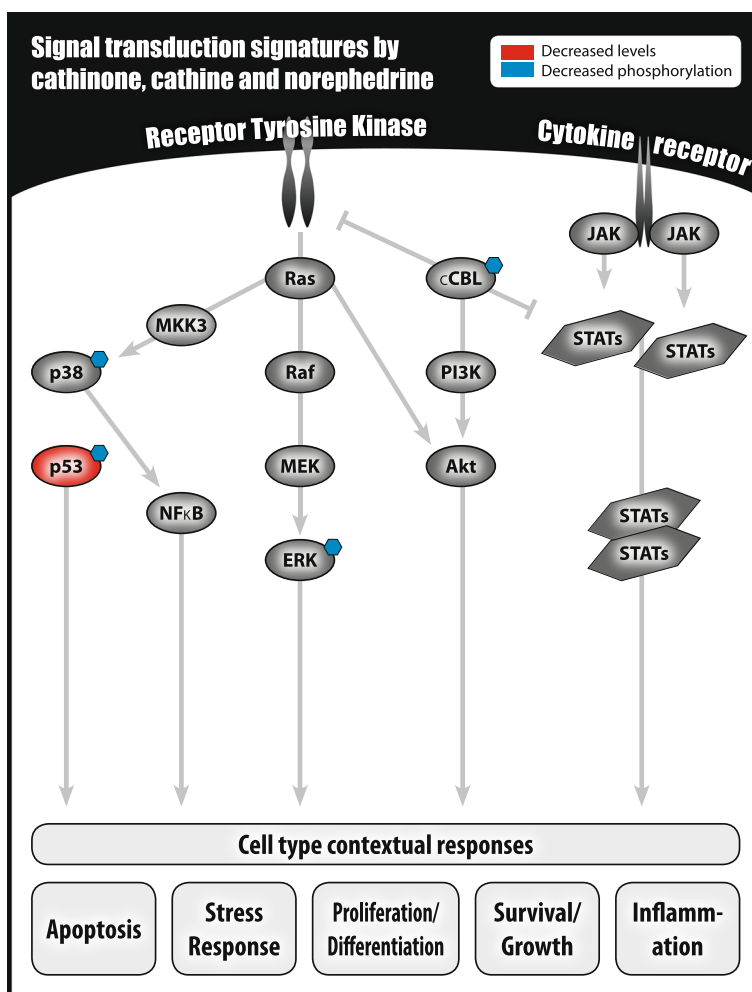 Signal transduction signatures by
cathinone, cathine and norephedrine
Decreased levels
Decreased phosphorylation
Receptor Tyrosine Kinase
Cytokine receptor
JAK JAK
Ras
cCBL
MKK3
STATs
STATs
p38
Raf
PI3K
p53
MEK
Akt
NFκB
STATs
STATs
ERK
Cell type contextual responses
Apoptosis
Stress
Response
Proliferation/
Differentiation
Survival/
Growth
Inflamm-
ation